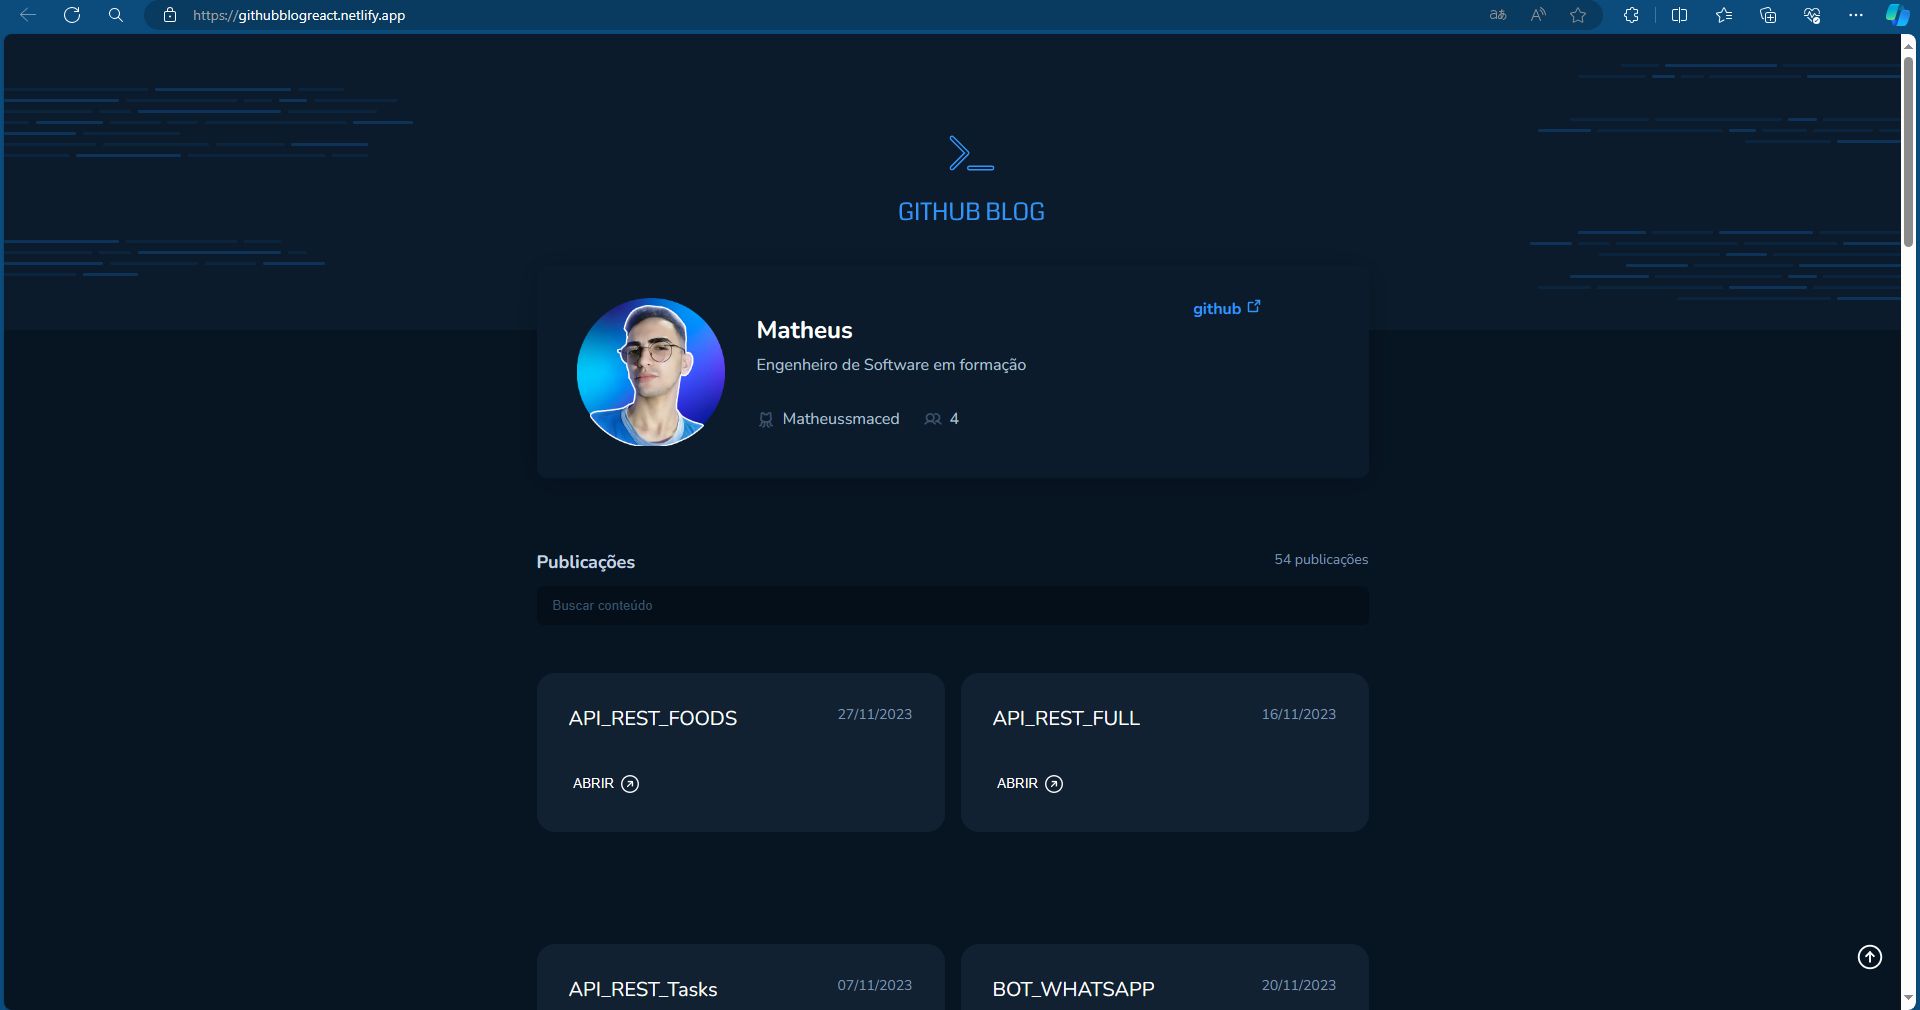 https://githubblogreact.netlify.app
GITHUB BLOG
github
Matheus
Engenheiro de Software em formação
Matheussmaced 4
Publicações 54 publicações
Buscar conteúdo
API_REST_FOODS 27/11/2023
ABRIR
API_REST_FULL 16/11/2023
ABRIR
API_REST_Tasks 07/11/2023
BOT_WHATSAPP 20/11/2023